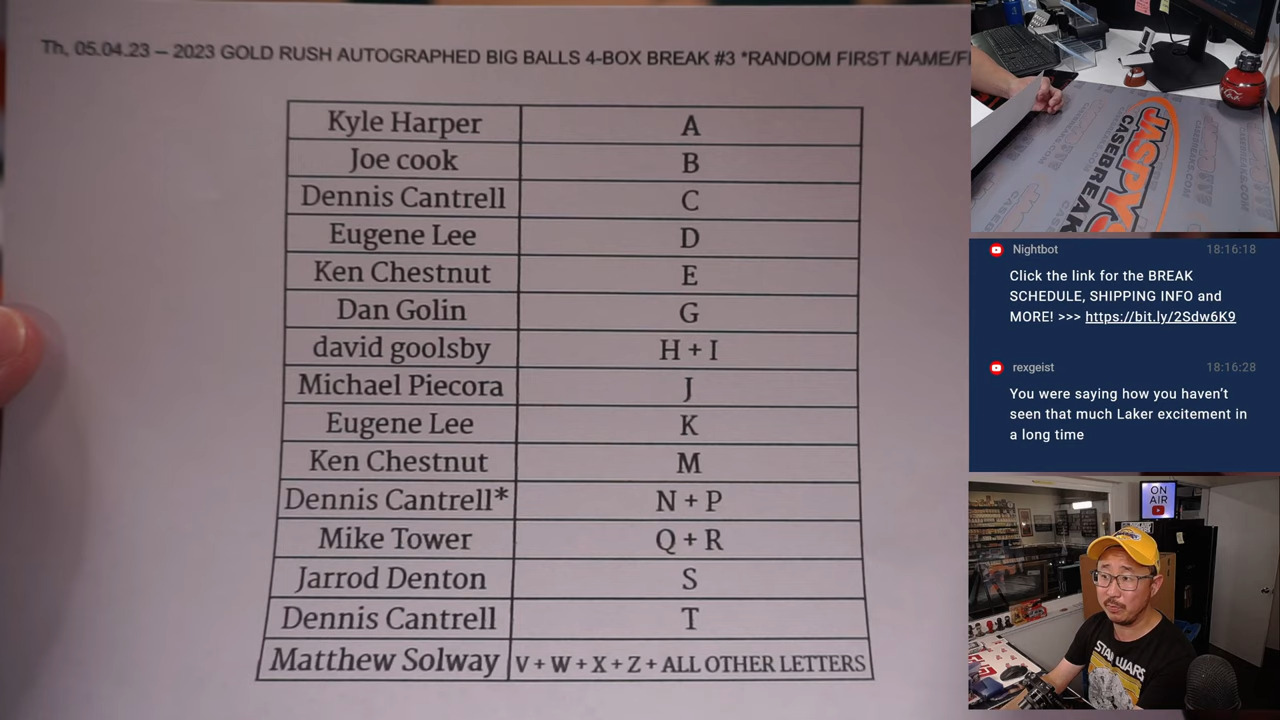 Th, 05.04.23 – 2023 GOLD RUSH AUTOGRAPHED BIG BALLS 4-BOX BREAK #3 *RANDOM FIRST NAME/F
Kyle Harper A
Joe cook B
Dennis Cantrell C
Eugene Lee D
Ken Chestnut E
Dan Golin G
david goolsby H + I
Michael Piecora J
Eugene Lee K
Ken Chestnut M
Dennis Cantrell* N + P
Mike Tower Q + R
Jarrod Denton S
Dennis Cantrell T
Matthew Solway V + W + X + Z + ALL OTHER LETTERS
JASPY
CASEBREAK
Nightbot 18:16:18
Click the link for the BREAK
SCHEDULE, SHIPPING INFO and
MORE! >>> https://bit.ly/2Sdw6K9
rexgeist 18:16:28
You were saying how you haven't
seen that much Laker excitement in
a long time
ON
AIR
STAR WARS